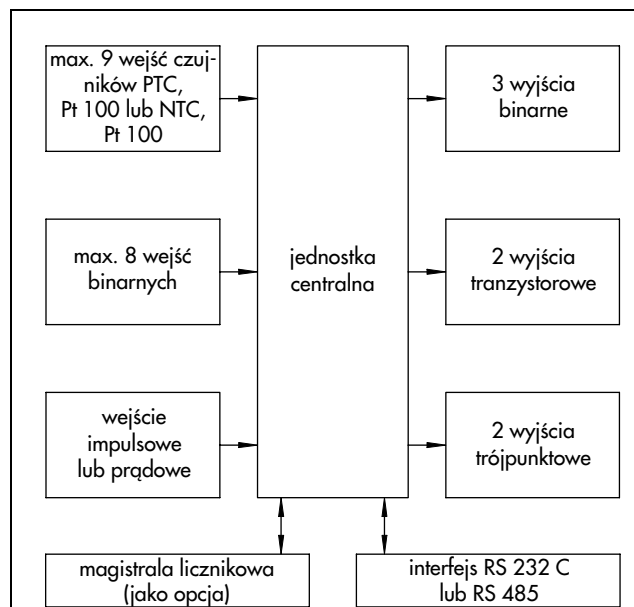 max. 9 wejść czuj-
ników PTC,
Pt 100 lub NTC,
Pt 100
3 wyjścia
binarne
max. 8 wejść
binarnych
jednostka
centralna
2 wyjścia
tranzystorowe
wejście
impulsowe
lub prądowe
2 wyjścia
trójpunktowe
magistrala licznikowa
(jako opcja)
interfejs RS 232 C
lub RS 485